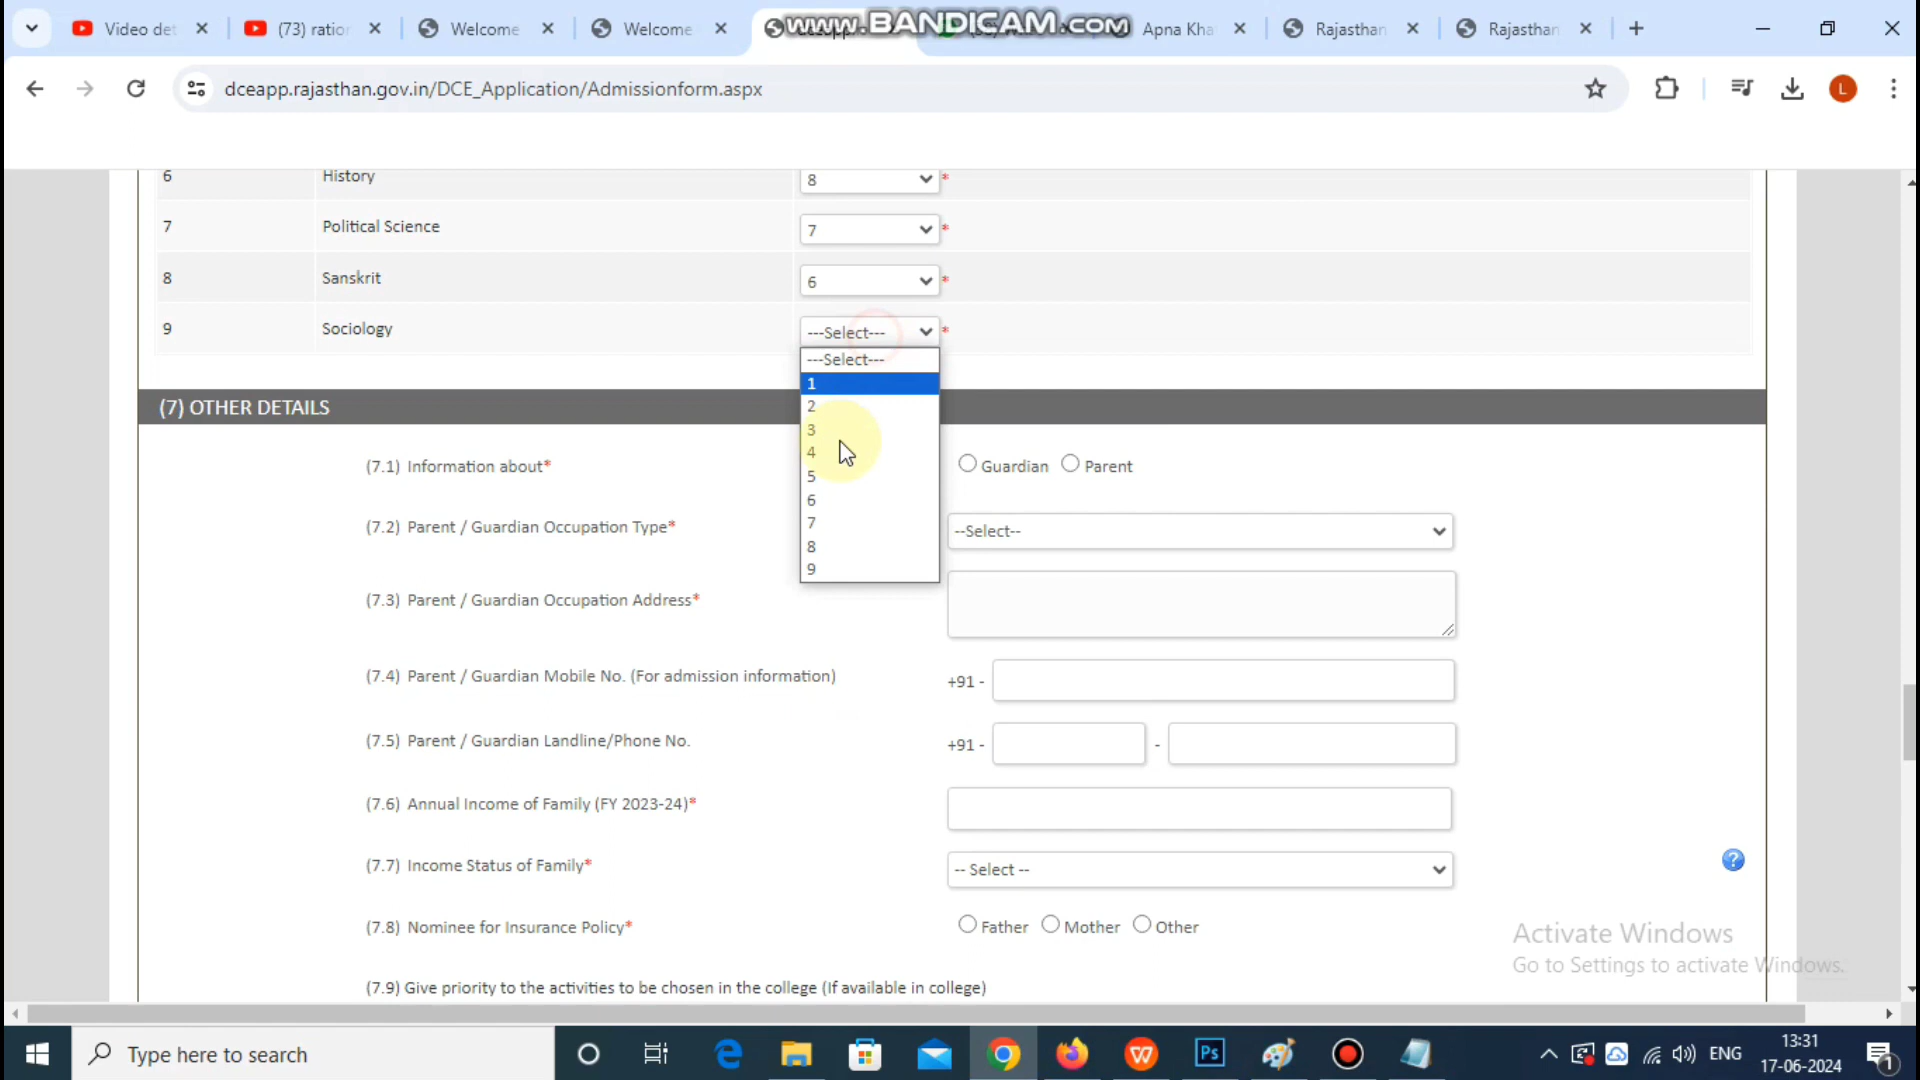 Video det
(73) ration
Welcome
Welcome
www.BANDICAM.com
Apna Kha
Rajasthan
Rajasthan
dceapp.rajasthan.gov.in/DCE_Application/Admissionform.aspx
L
6 History 8 *
7 Political Science 7 *
8 Sanskrit 6 *
9 Sociology ---Select--- *
---Select---
1
2
3
4
5
6
7
8
9
(7) OTHER DETAILS
(7.1) Information about* Guardian Parent
(7.2) Parent / Guardian Occupation Type* --Select--
(7.3) Parent / Guardian Occupation Address*
(7.4) Parent / Guardian Mobile No. (For admission information) +91 -
(7.5) Parent / Guardian Landline/Phone No. +91 - -
(7.6) Annual Income of Family (FY 2023-24)*
(7.7) Income Status of Family* -- Select --
?
(7.8) Nominee for Insurance Policy* Father Mother Other
Activate Windows
Go to Settings to activate Windows.
(7.9) Give priority to the activities to be chosen in the college (If available in college)
Type here to search
Ps
ENG
13:31
17-06-2024
1